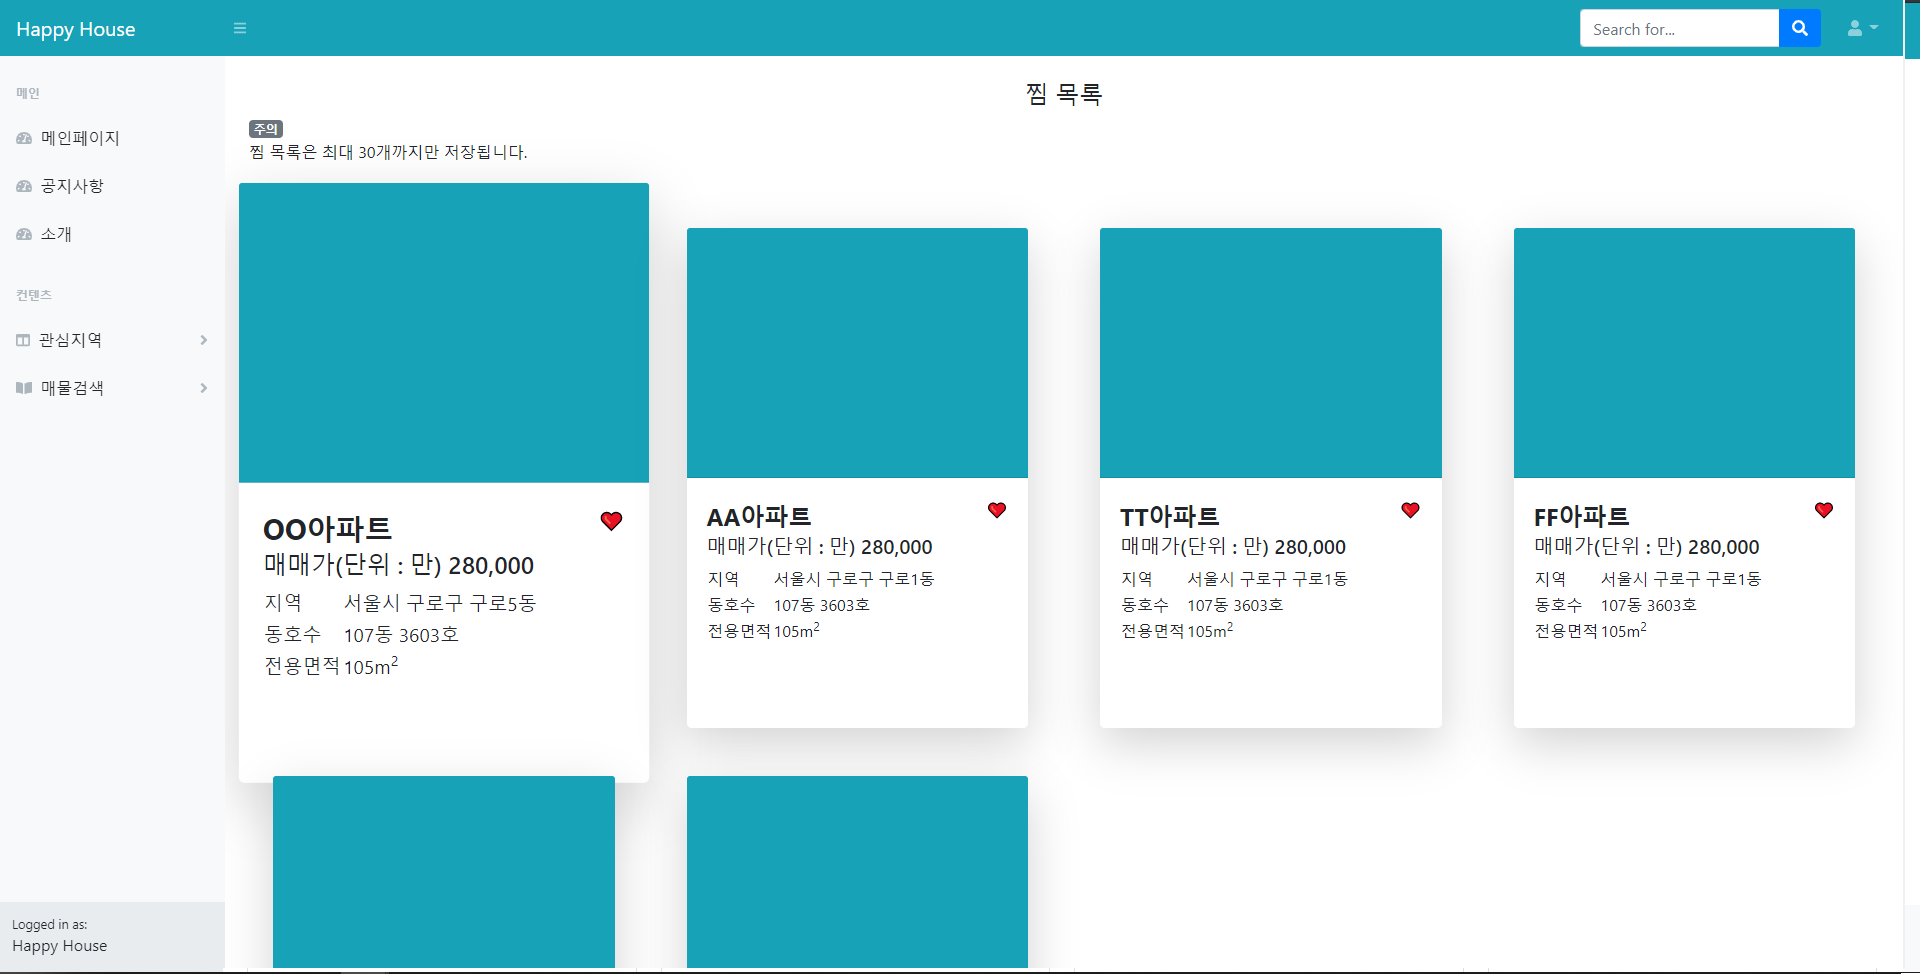 Happy House
Search for...
메인
메인페이지
공지사항
소개
컨텐츠
관심지역
매물검색
Logged in as:
Happy House
찜 목록
주의
찜 목록은 최대 30개까지만 저장됩니다.
OO아파트
매매가(단위 : 만) 280,000
지역 서울시 구로구 구로5동
동호수 107동 3603호
전용면적 105m²
AA아파트
매매가(단위 : 만) 280,000
지역 서울시 구로구 구로1동
동호수 107동 3603호
전용면적 105m²
TT아파트
매매가(단위 : 만) 280,000
지역 서울시 구로구 구로1동
동호수 107동 3603호
전용면적 105m²
FF아파트
매매가(단위 : 만) 280,000
지역 서울시 구로구 구로1동
동호수 107동 3603호
전용면적 105m²